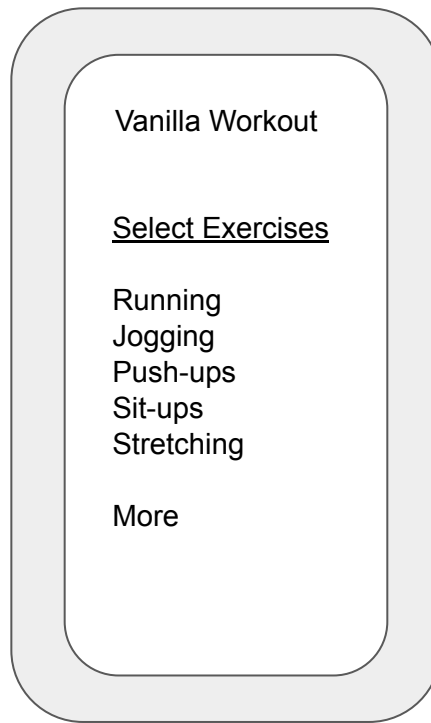 Vanilla Workout
Select Exercises
Running
Jogging
Push-ups
Sit-ups
Stretching
More